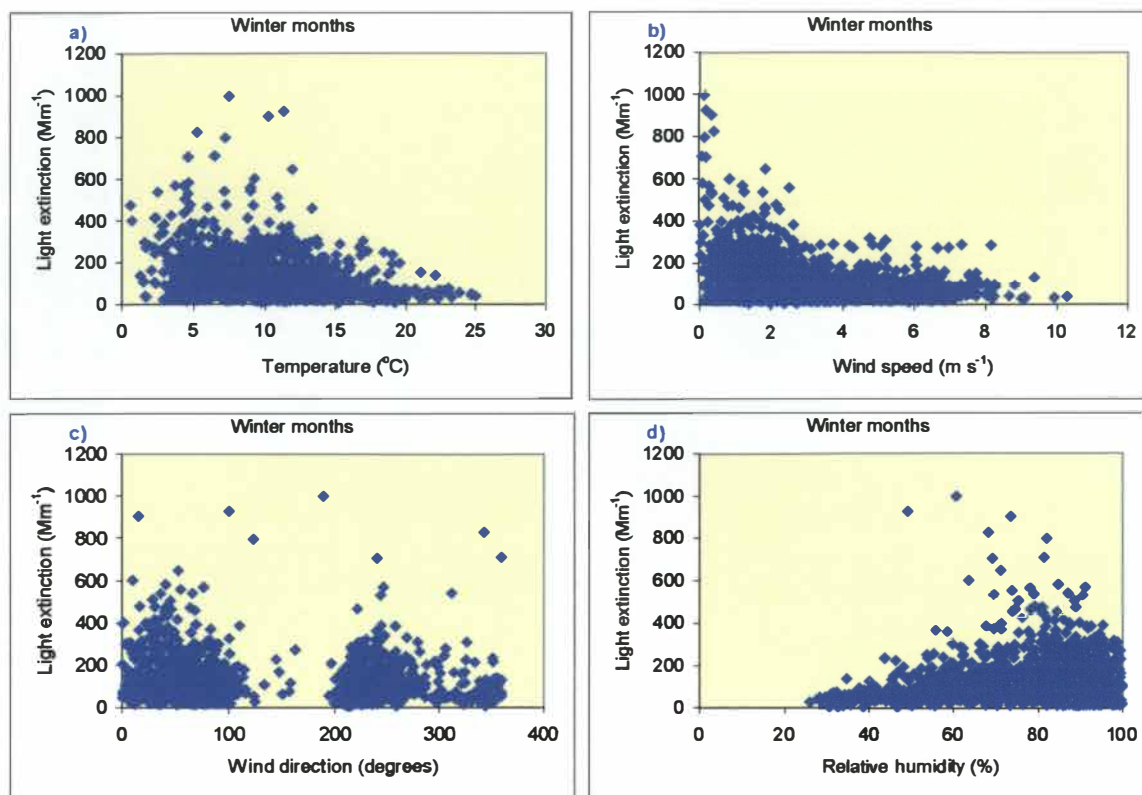 a)
Winter months
1200
1000
800
600
400
200
0
0 5 10 15 20 25 30
Light extinction (Mm⁻¹)
Temperature (°C)
b)
Winter months
1200
1000
800
600
400
200
0
0 2 4 6 8 10 12
Light extinction (Mm⁻¹)
Wind speed (m s⁻¹)
c)
Winter months
1200
1000
800
600
400
200
0
0 100 200 300 400
Light extinction (Mm⁻¹)
Wind direction (degrees)
d)
Winter months
1200
1000
800
600
400
200
0
0 20 40 60 80 100
Light extinction (Mm⁻¹)
Relative humidity (%)